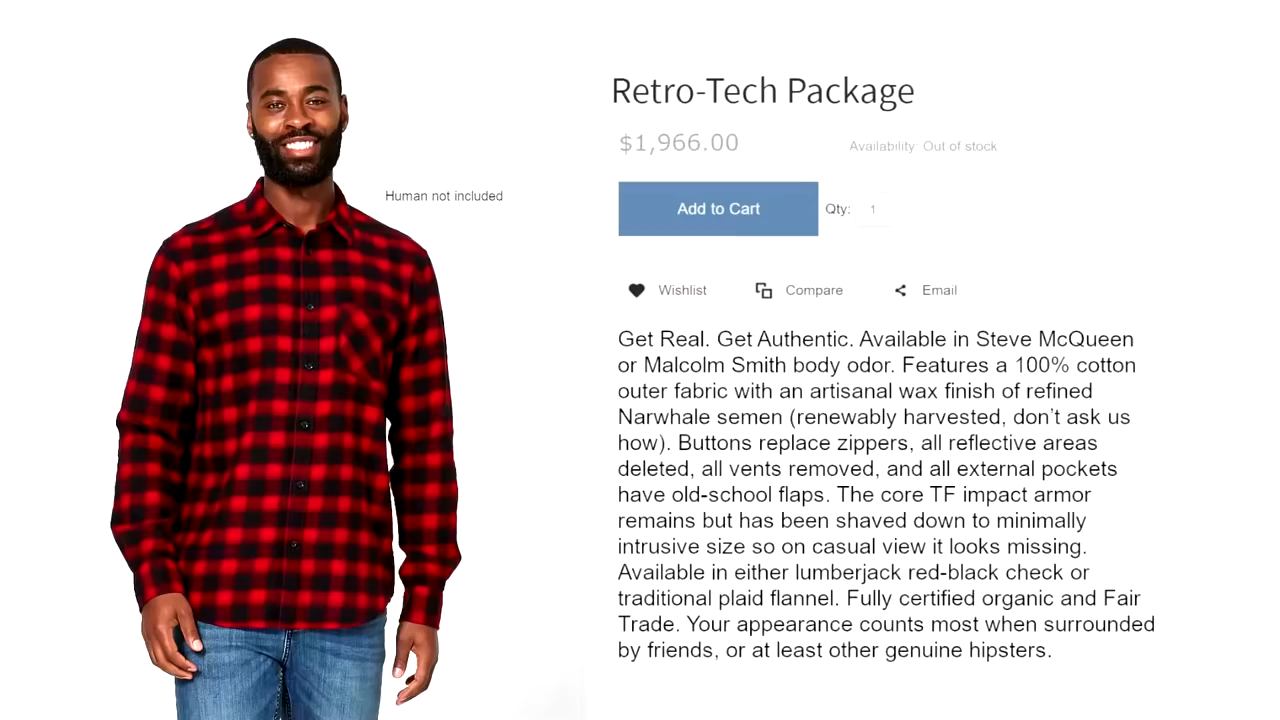 Retro-Tech Package
$1,966.00
Availability: Out of stock
Human not included
Add to Cart
Qty: 1
Wishlist
Compare
Email
Get Real. Get Authentic. Available in Steve McQueen
or Malcolm Smith body odor. Features a 100% cotton
outer fabric with an artisanal wax finish of refined
Narwhale semen (renewably harvested, don’t ask us
how). Buttons replace zippers, all reflective areas
deleted, all vents removed, and all external pockets
have old-school flaps. The core TF impact armor
remains but has been shaved down to minimally
intrusive size so on casual view it looks missing.
Available in either lumberjack red-black check or
traditional plaid flannel. Fully certified organic and Fair
Trade. Your appearance counts most when surrounded
by friends, or at least other genuine hipsters.